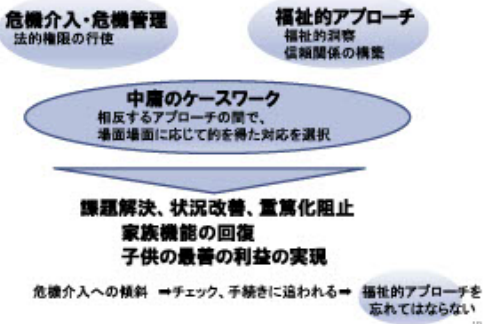 危機介入・危機管理
法的権限の行使
福祉的アプローチ
福祉的洞察
信頼関係の構築
中庸のケースワーク
相反するアプローチの間で、
場面場面に応じて的を得た対応を選択
課題解決、状況改善、重篤化阻止
家族機能の回復
子供の最善の利益の実現
危機介入への傾斜 ➡チェック、手続きに追われる➡ 福祉的アプローチを
忘れてはならない